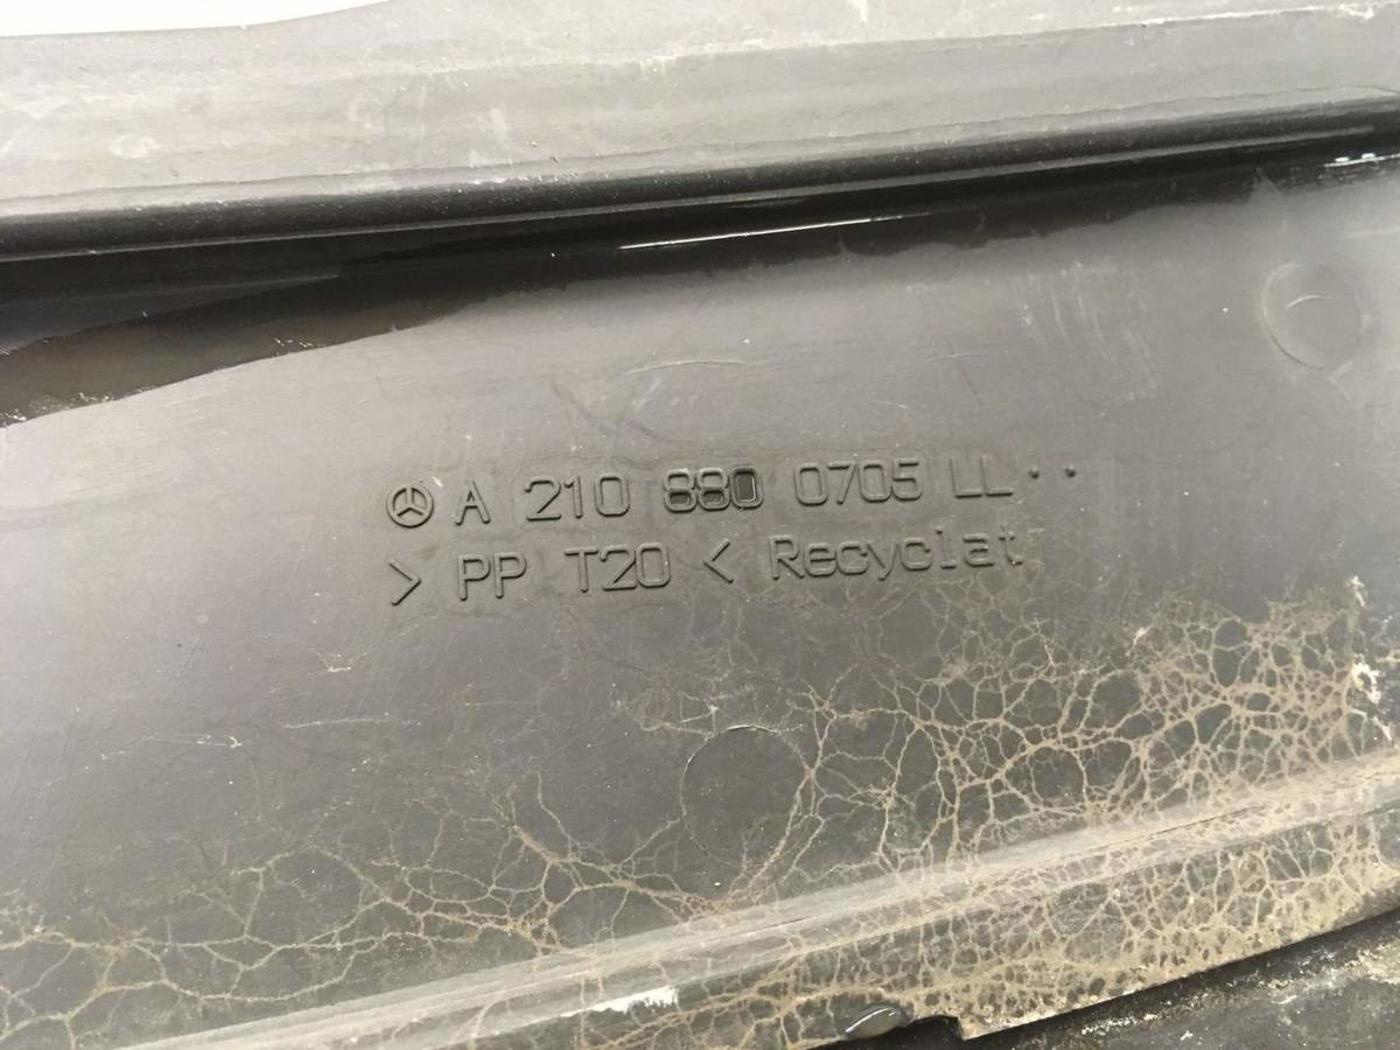 A 210 880 0705 LL··
> PP T20 < Recyclat